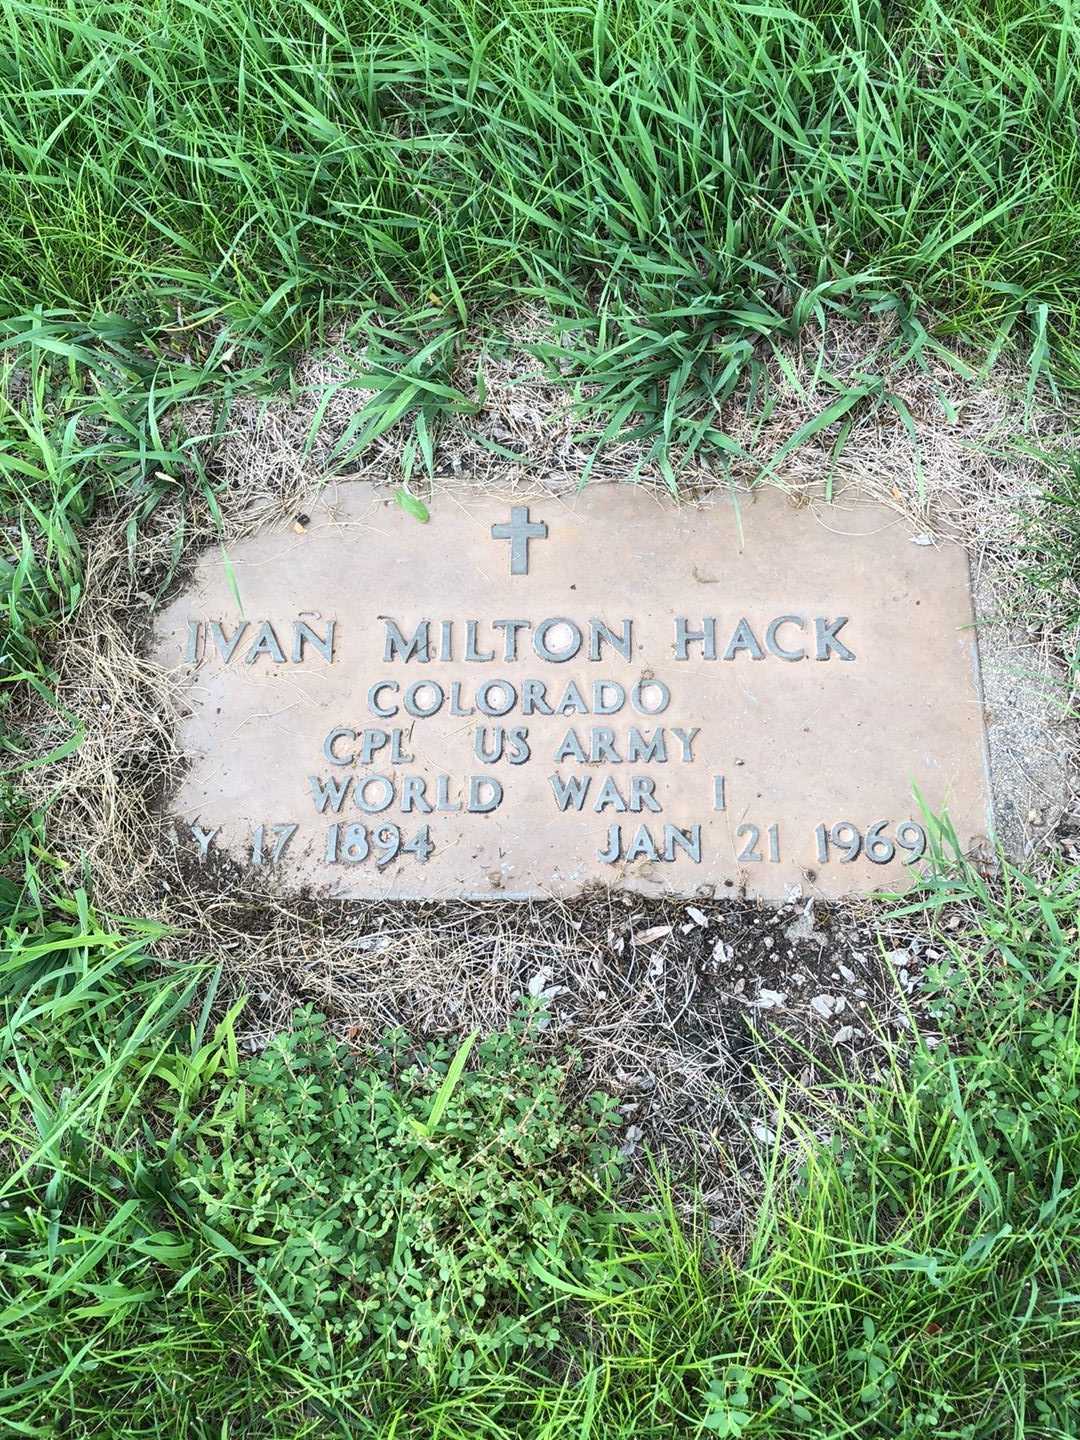 IVAN MILTON HACK
COLORADO
CPL US ARMY
WORLD WAR I
17 1894 JAN 21 1969